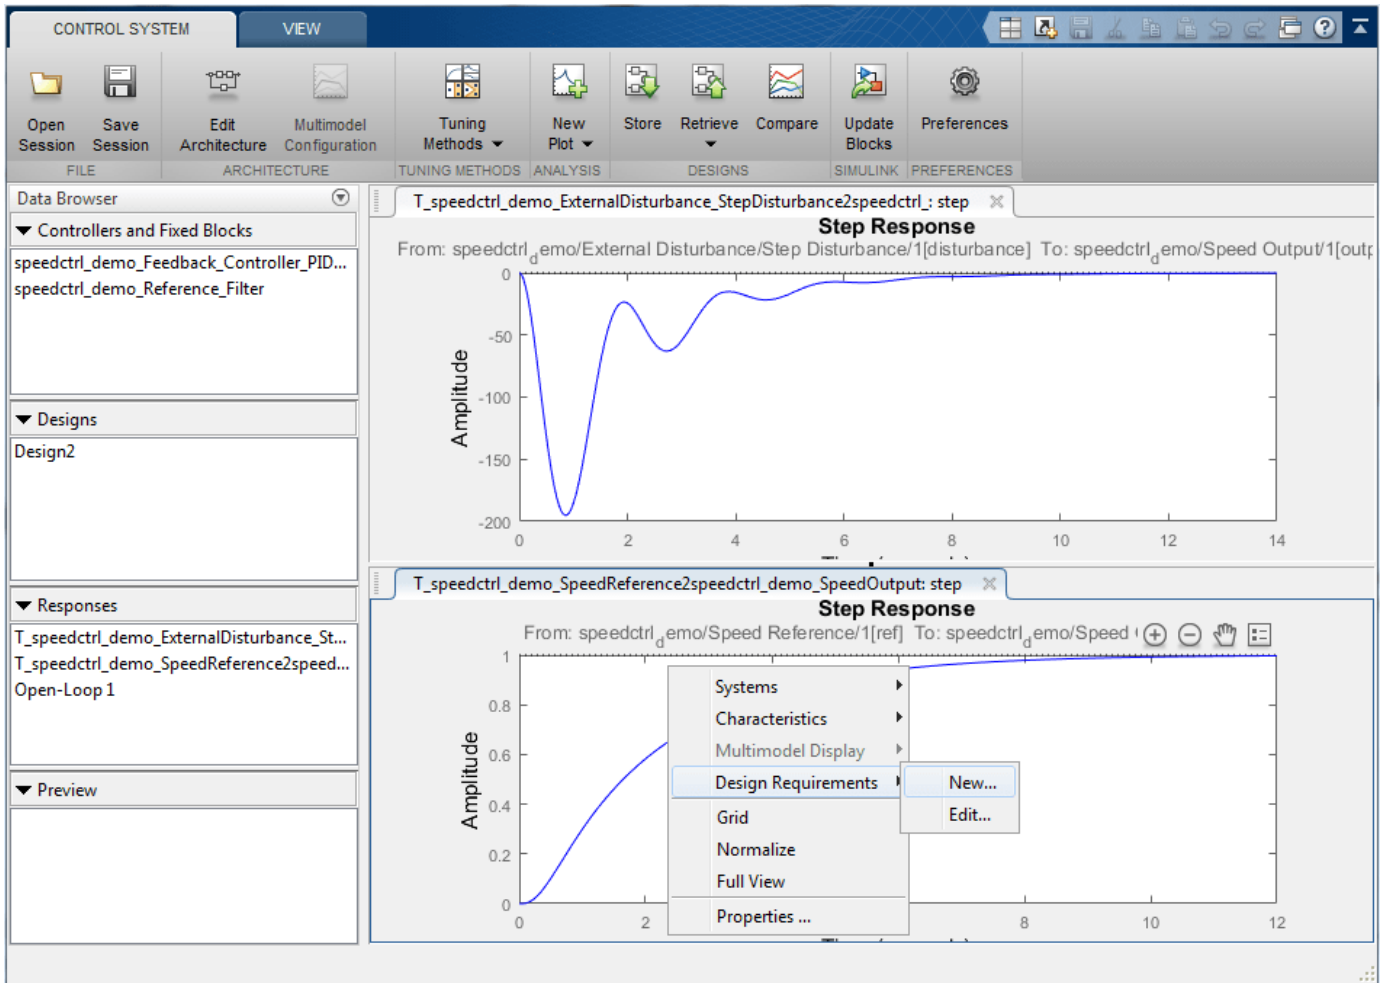 CONTROL SYSTEM
VIEW
Open Session
Save Session
Edit Architecture
Multimodel Configuration
Tuning Methods
New Plot
Store
Retrieve
Compare
Update Blocks
Preferences
FILE
ARCHITECTURE
TUNING METHODS
ANALYSIS
DESIGNS
SIMULINK
PREFERENCES
Data Browser
Controllers and Fixed Blocks
speedctrl_demo_Feedback_Controller_PID...
speedctrl_demo_Reference_Filter
Designs
Design2
Responses
T_speedctrl_demo_ExternalDisturbance_St...
T_speedctrl_demo_SpeedReference2speed...
Open-Loop 1
Preview
T_speedctrl_demo_ExternalDisturbance_StepDisturbance2speedctrl_: step
Step Response
From: speedctrl_demo/External Disturbance/Step Disturbance/1[disturbance] To: speedctrl_demo/Speed Output/1[outp
Amplitude
0
-50
-100
-150
-200
0 2 4 6 8 10 12 14
T_speedctrl_demo_SpeedReference2speedctrl_demo_SpeedOutput: step
Step Response
From: speedctrl_demo/Speed Reference/1[ref] To: speedctrl_demo/Speed
Amplitude
1
0.8
0.6
0.4
0.2
0
0 2 8 10 12
Systems
Characteristics
Multimodel Display
Design Requirements
Grid
Normalize
Full View
Properties ...
New...
Edit...